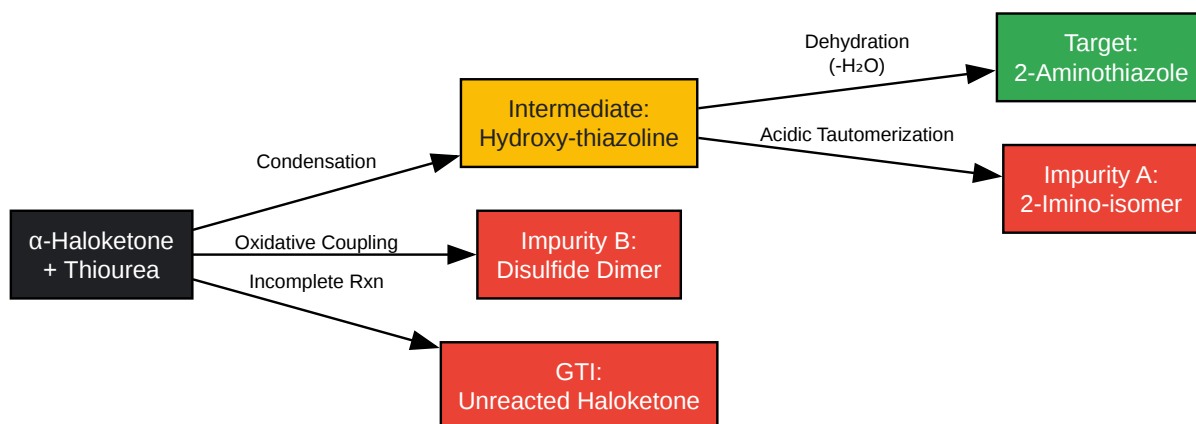 α-Haloketone
+ Thiourea
Condensation
Oxidative Coupling
Incomplete Rxn
Intermediate:
Hydroxy-thiazoline
Impurity B:
Disulfide Dimer
GTI:
Unreacted Haloketone
Dehydration
(-H₂O)
Acidic Tautomerization
Target:
2-Aminothiazole
Impurity A:
2-Imino-isomer